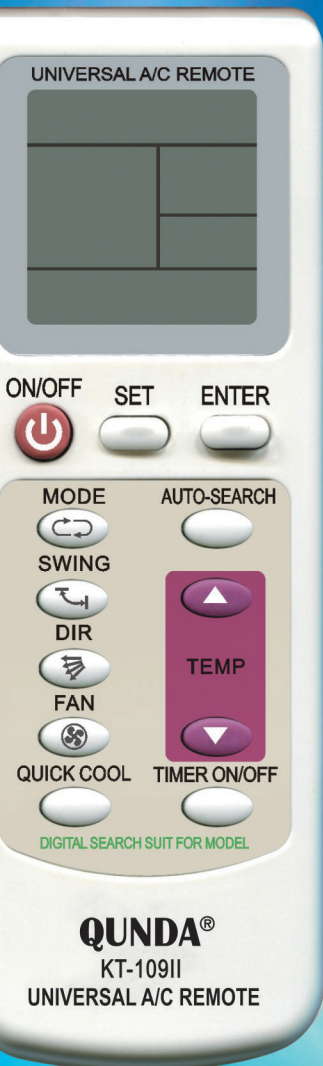 UNIVERSAL A/C REMOTE
ON/OFF SET ENTER
MODE AUTO-SEARCH
SWING
DIR
TEMP
FAN
QUICK COOL TIMER ON/OFF
DIGITAL SEARCH SUIT FOR MODEL
QUNDA®
KT-109II
UNIVERSAL A/C REMOTE